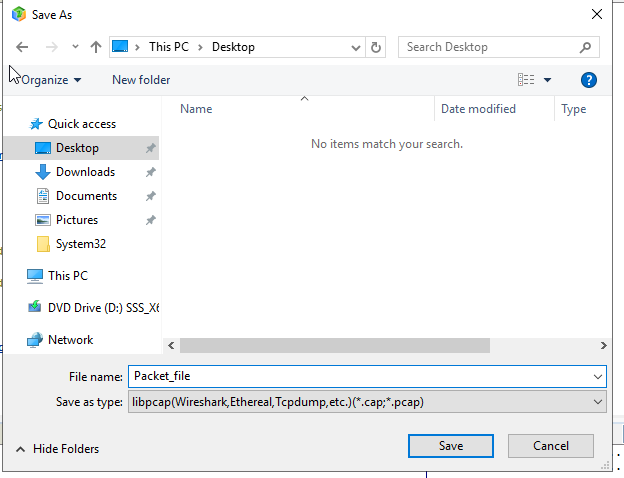 Save As
This PC > Desktop
Search Desktop
Organize
New folder
?
Name
Date modified
Type
No items match your search.
Quick access
Desktop
Downloads
Documents
Pictures
System32
This PC
DVD Drive (D:) SSS_X6
Network
File name: Packet_file
Save as type: libpcap(Wireshark,Ethereal,Tcpdump,etc.)(*.cap;*.pcap)
Hide Folders
Save
Cancel